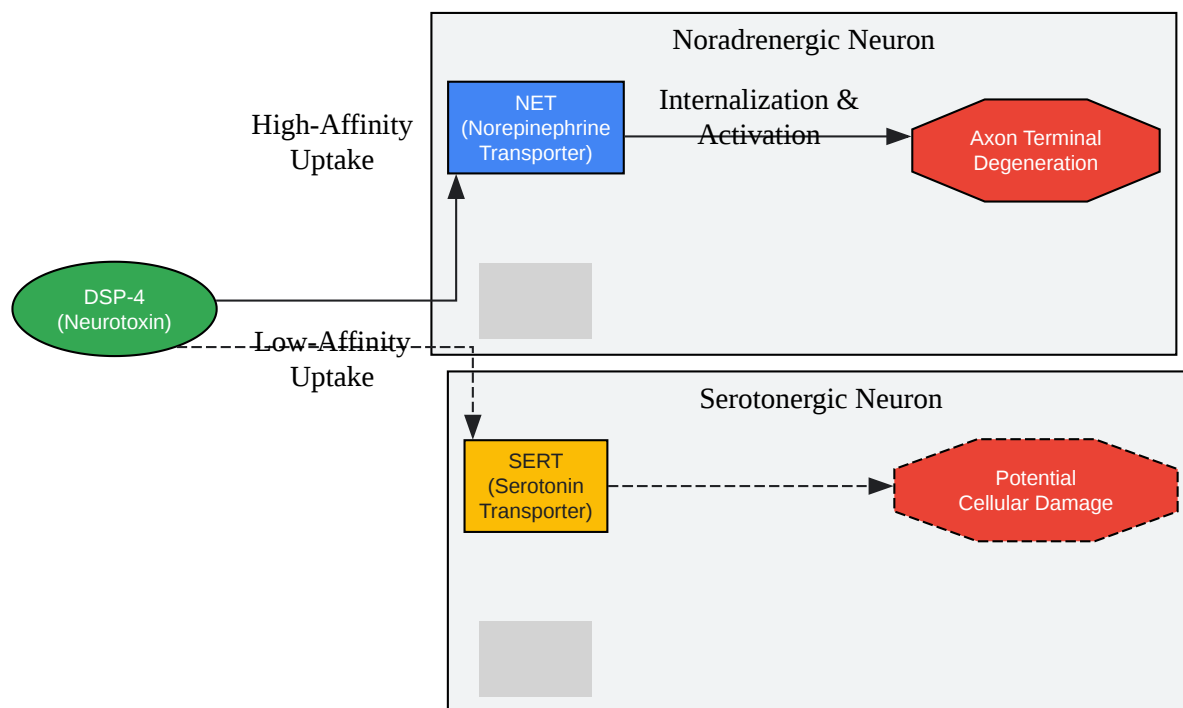 Noradrenergic Neuron
High-Affinity
Uptake
NET
(Norepinephrine
Transporter)
Internalization &
Activation
Axon Terminal
Degeneration
DSP-4
(Neurotoxin)
Low-Affinity
Uptake
Serotonergic Neuron
SERT
(Serotonin
Transporter)
Potential
Cellular Damage